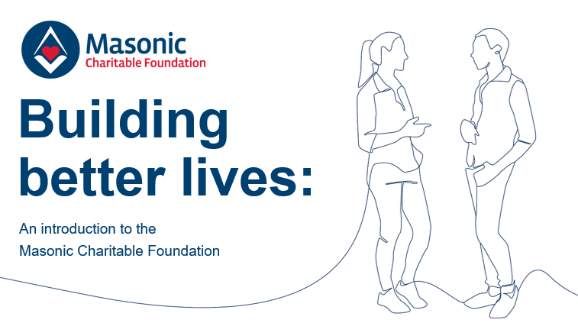 Masonic
Charitable Foundation
Building
better lives:
An introduction to the
Masonic Charitable Foundation